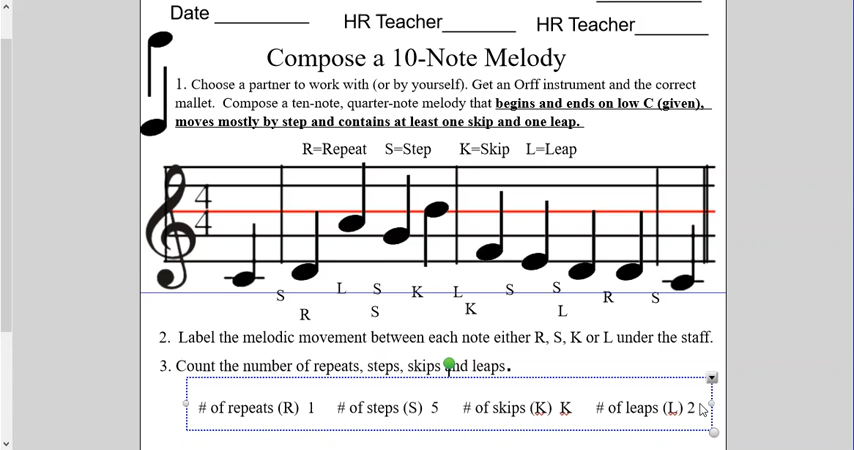 Date __________
HR Teacher________
HR Teacher________
Compose a 10-Note Melody
1. Choose a partner to work with (or by yourself). Get an Orff instrument and the correct
mallet. Compose a ten-note, quarter-note melody that begins and ends on low C (given),
moves mostly by step and contains at least one skip and one leap.
R=Repeat S=Step K=Skip L=Leap
4
4
S L S K L S S R S
R S K L
2. Label the melodic movement between each note either R, S, K or L under the staff.
3. Count the number of repeats, steps, skips and leaps.
# of repeats (R) 1 # of steps (S) 5 # of skips (K) K # of leaps (L) 2